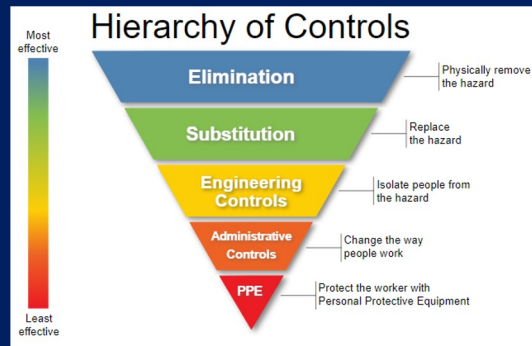 Hierarchy of Controls
Most
effective
Elimination
Physically remove
the hazard
Substitution
Replace
the hazard
Engineering
Controls
Isolate people from
the hazard
Administrative
Controls
Change the way
people work
PPE
Protect the worker with
Personal Protective Equipment
Least
effective